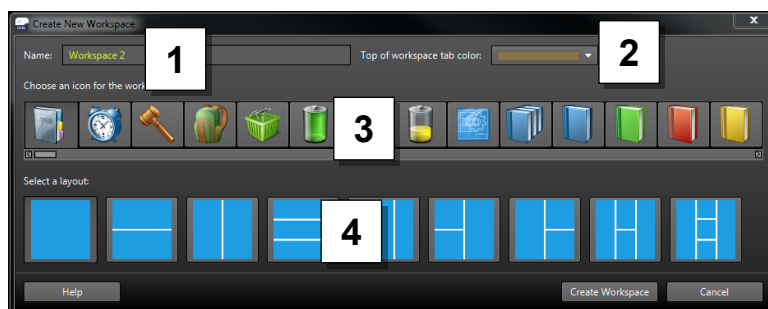 Create New Workspace
x
Name: Workspace 2
1
Top of workspace tab color:
2
Choose an icon for the
3
Select a layout:
4
Help
Create Workspace
Cancel